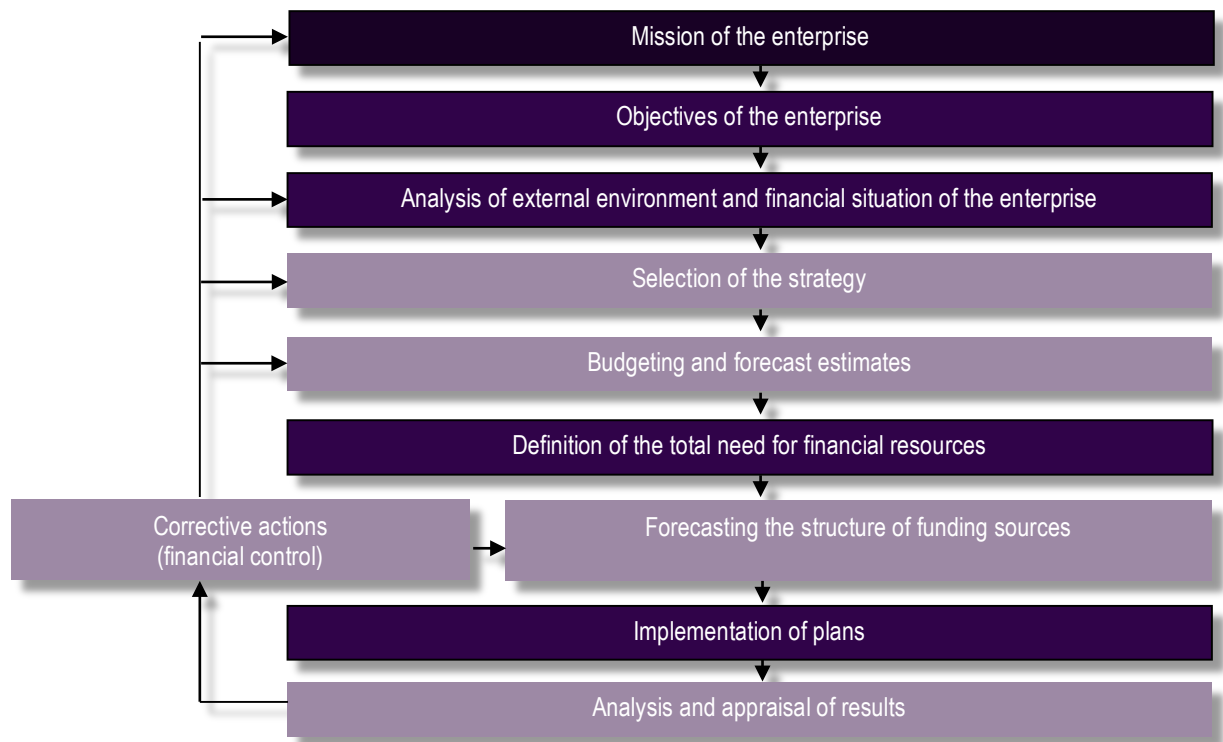 Mission of the enterprise
Objectives of the enterprise
Analysis of external environment and financial situation of the enterprise
Selection of the strategy
Budgeting and forecast estimates
Definition of the total need for financial resources
Corrective actions
(financial control)
Forecasting the structure of funding sources
Implementation of plans
Analysis and appraisal of results